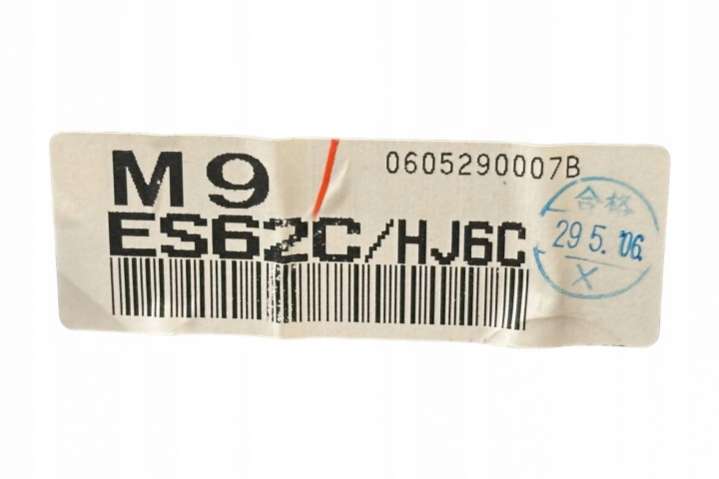 M9
0605290007B
ES62C/HJ6C
合格
29 5.'06.
X